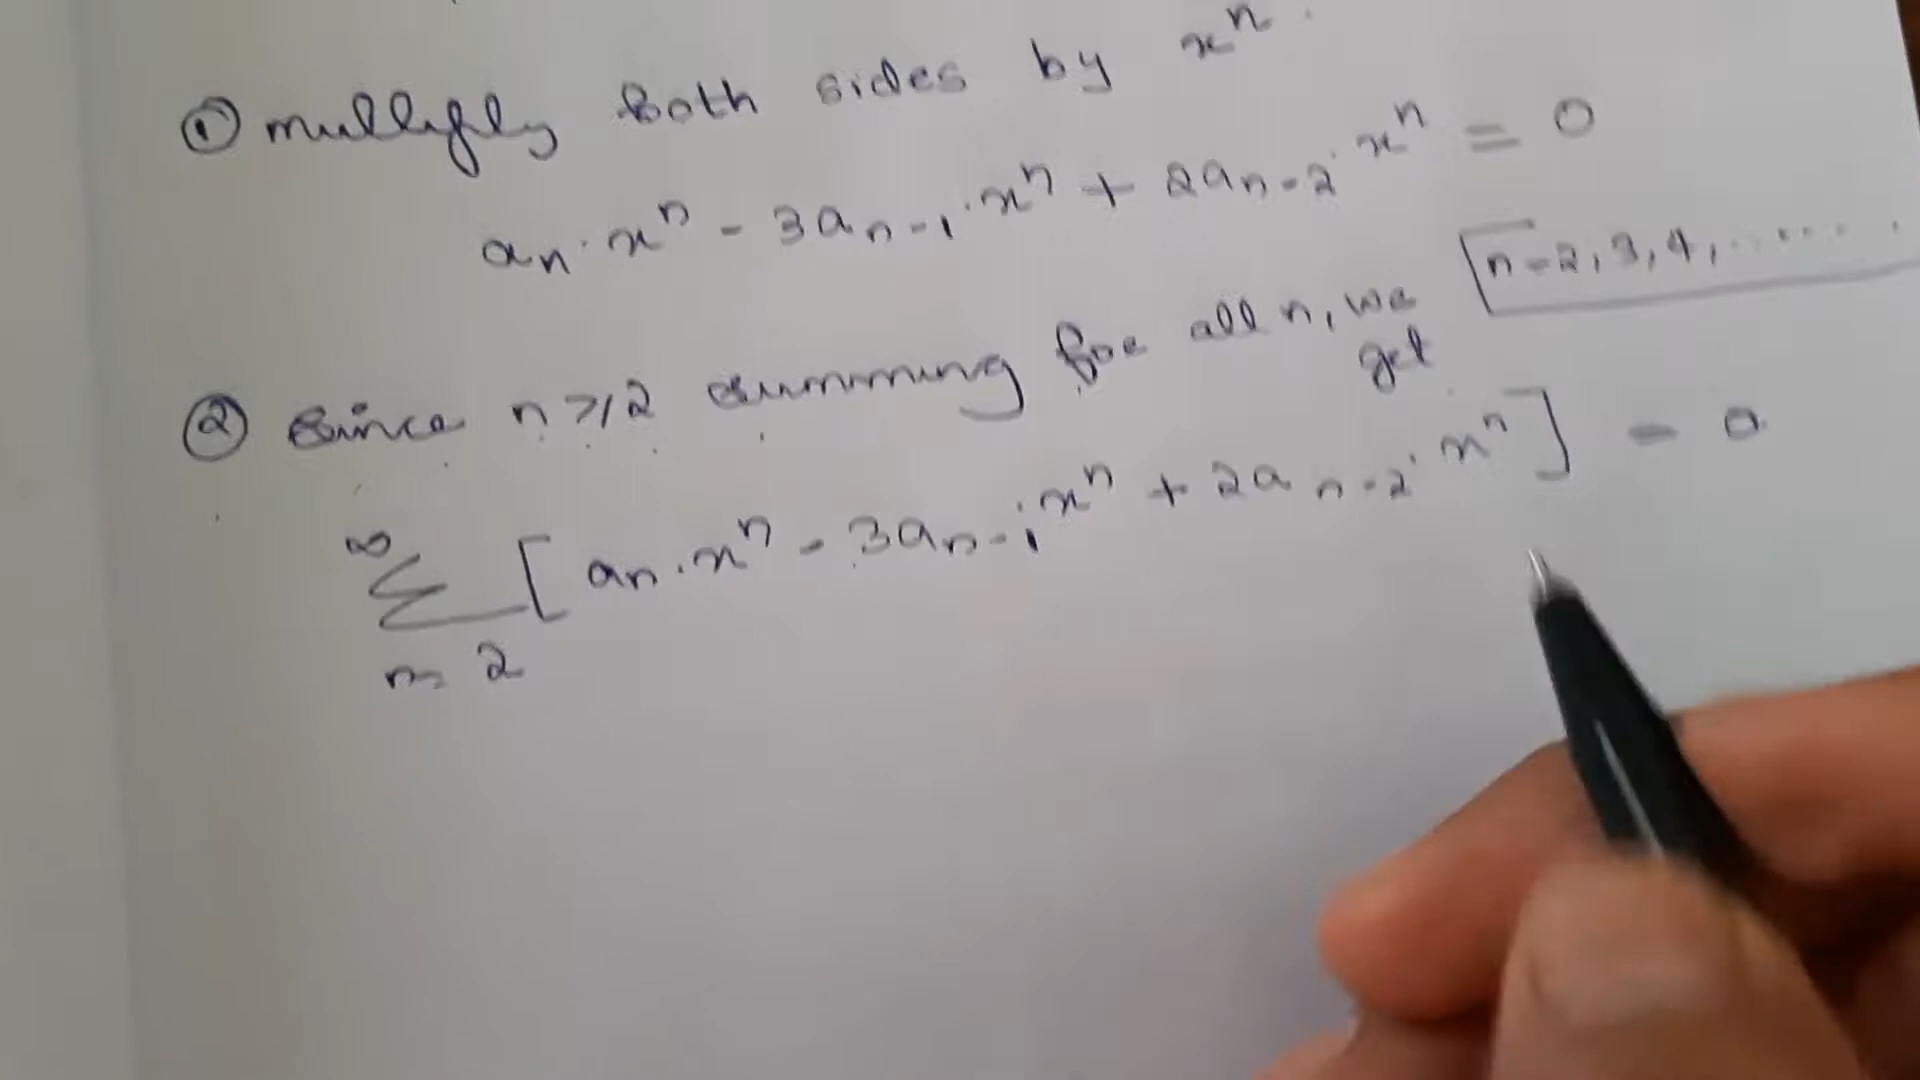 ① multiply both sides by xⁿ.
aₙ·xⁿ - 3aₙ₋₁·xⁿ + 2aₙ₋₂·xⁿ = 0
n=2,3,4,.......
② Since n≥2 summing for all n, we
get
∞
∑ [aₙ·xⁿ - 3aₙ₋₁·xⁿ + 2aₙ₋₂·xⁿ] = 0
n=2